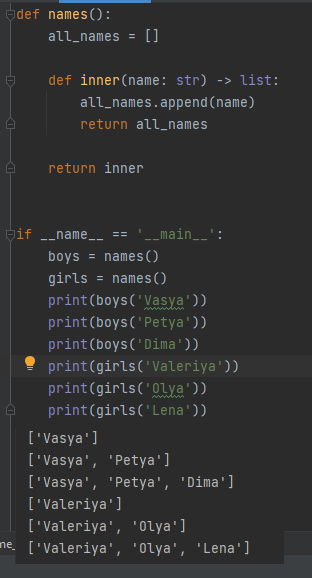 def names():
    all_names = []
    def inner(name: str) -> list:
        all_names.append(name)
        return all_names
    return inner
if __name__ == '__main__':
    boys = names()
    girls = names()
    print(boys('Vasya'))
    print(boys('Petya'))
    print(boys('Dima'))
    print(girls('Valeriya'))
    print(girls('Olya'))
    print(girls('Lena'))
['Vasya']
['Vasya', 'Petya']
['Vasya', 'Petya', 'Dima']
['Valeriya']
['Valeriya', 'Olya']
['Valeriya', 'Olya', 'Lena']